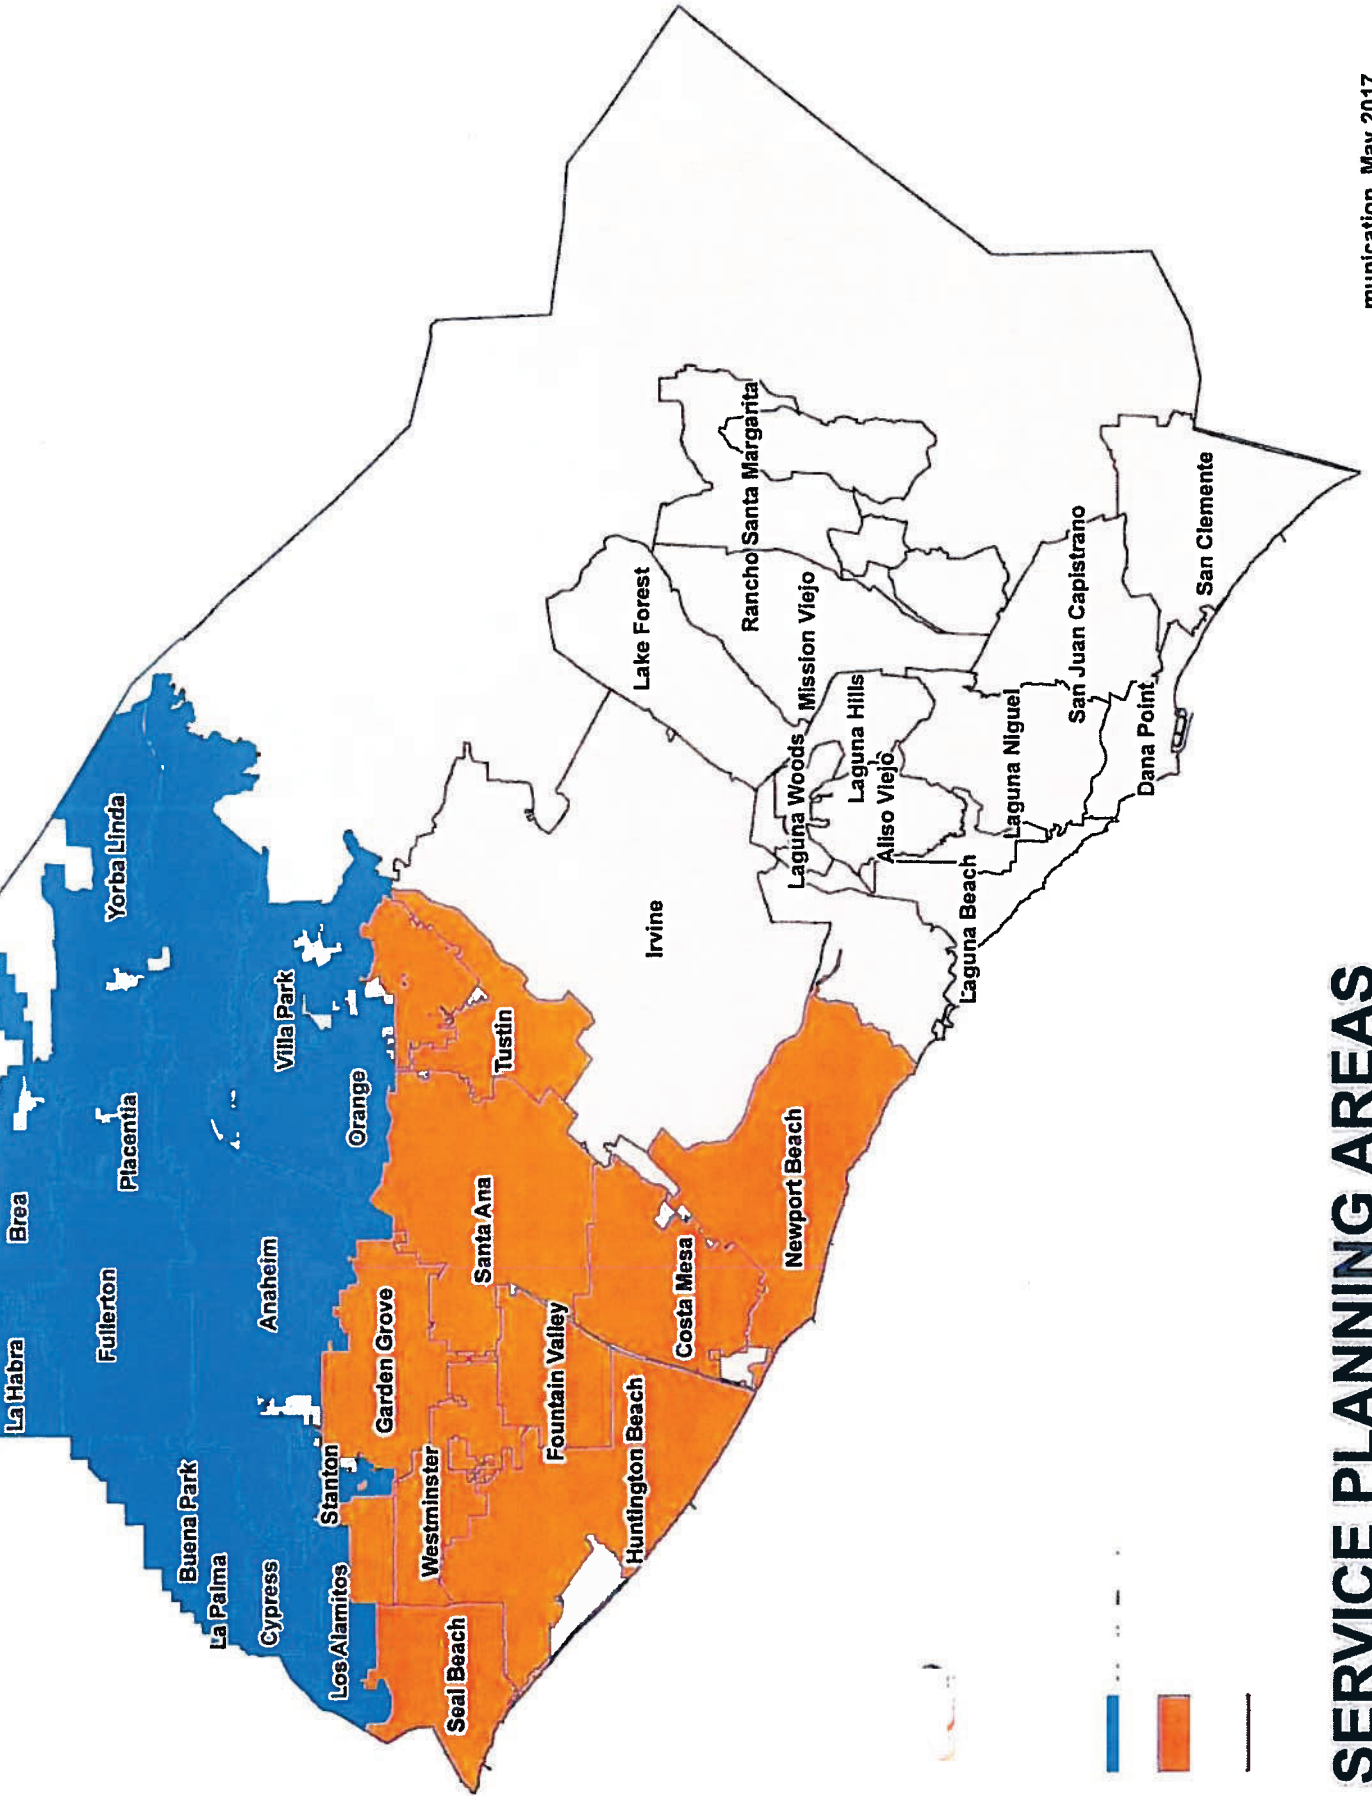 La Habra
Brea
Fullerton
Placentia
Yorba Linda
Buena Park
La Palma
Anaheim
Villa Park
Cypress
Orange
Los Alamitos
Stanton
Garden Grove
Westminster
Seal Beach
Santa Ana
Tustin
Fountain Valley
Huntington Beach
Costa Mesa
Newport Beach
Irvine
Lake Forest
Rancho Santa Margarita
Mission Viejo
Laguna Woods
Laguna Hills
Aliso Viejo
Laguna Beach
Laguna Niguel
San Juan Capistrano
Dana Point
San Clemente
SERVICE PLANNING AREAS
munication, May 2017